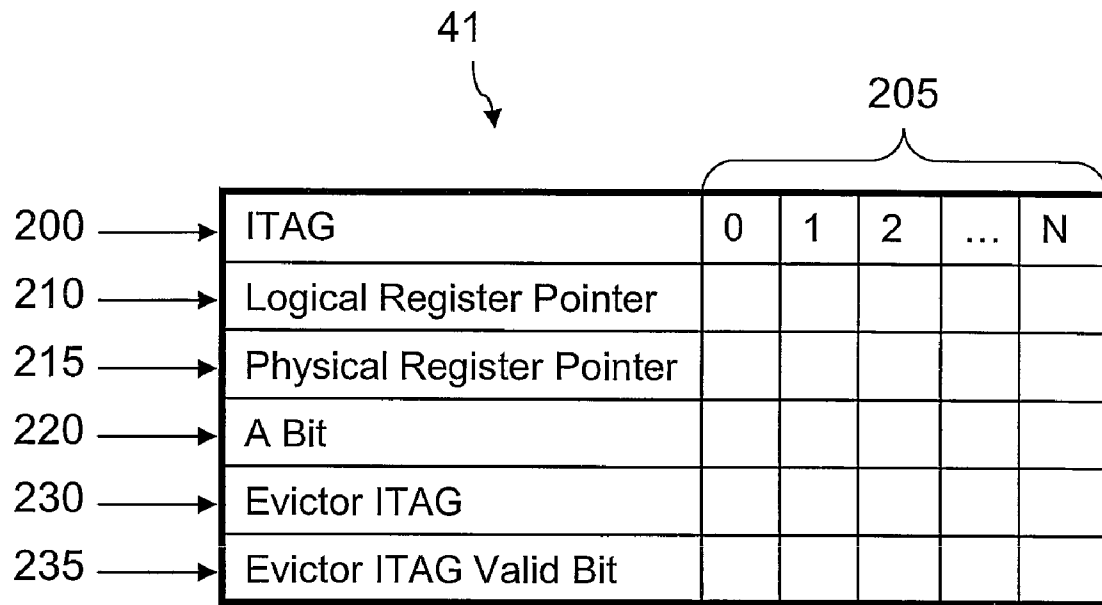 41
205
200 ITAG 0 1 2 ... N
210 Logical Register Pointer
215 Physical Register Pointer
220 A Bit
230 Evictor ITAG
235 Evictor ITAG Valid Bit